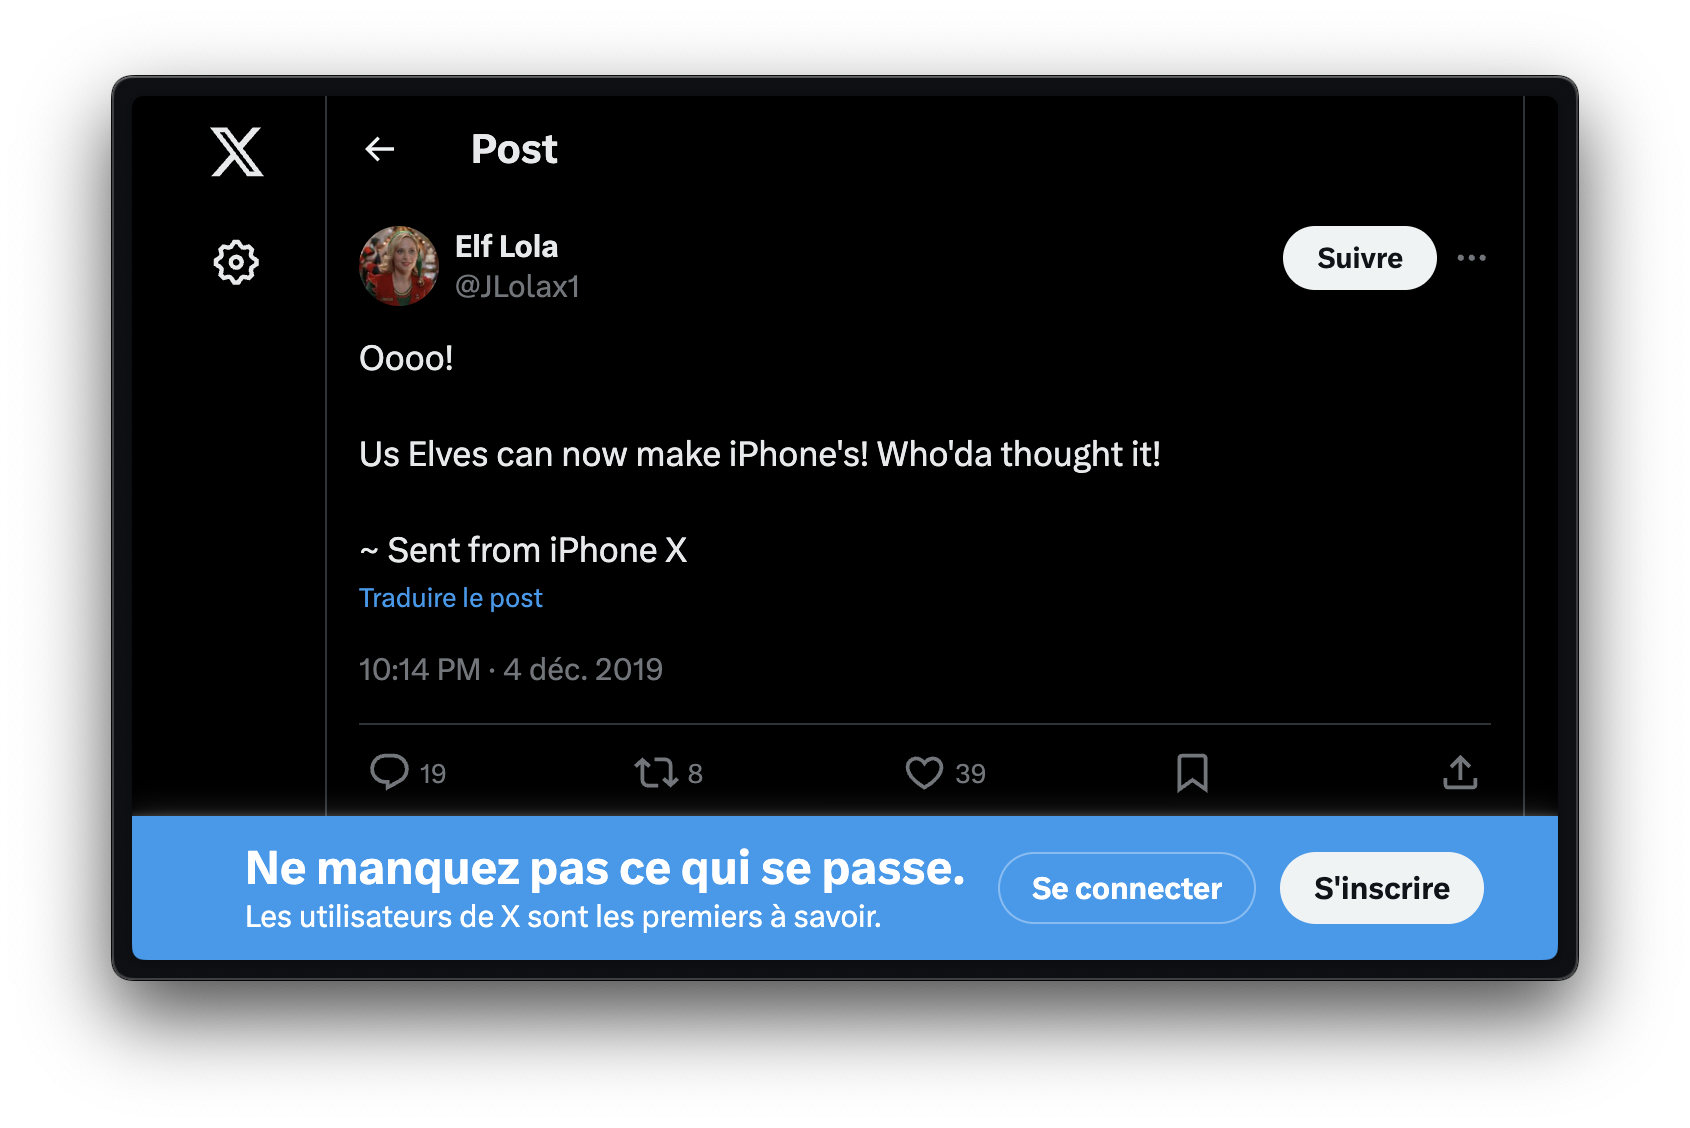 Post
Elf Lola
@JLolax1
Suivre
Oooo!
Us Elves can now make iPhone's! Who'da thought it!
~ Sent from iPhone X
Traduire le post
10:14 PM · 4 déc. 2019
19
8
39
Ne manquez pas ce qui se passe.
Les utilisateurs de X sont les premiers à savoir.
Se connecter
S'inscrire